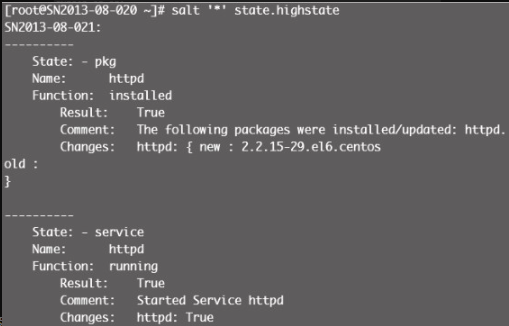 [root@SN2013-08-020 ~]# salt '*' state.highstate
SN2013-08-021:
----------
    State: - pkg
    Name:      httpd
    Function:  installed
        Result:    True
        Comment:   The following packages were installed/updated: httpd.
        Changes:   httpd: { new : 2.2.15-29.el6.centos
old :
}

----------
    State: - service
    Name:      httpd
    Function:  running
        Result:    True
        Comment:   Started Service httpd
        Changes:   httpd: True